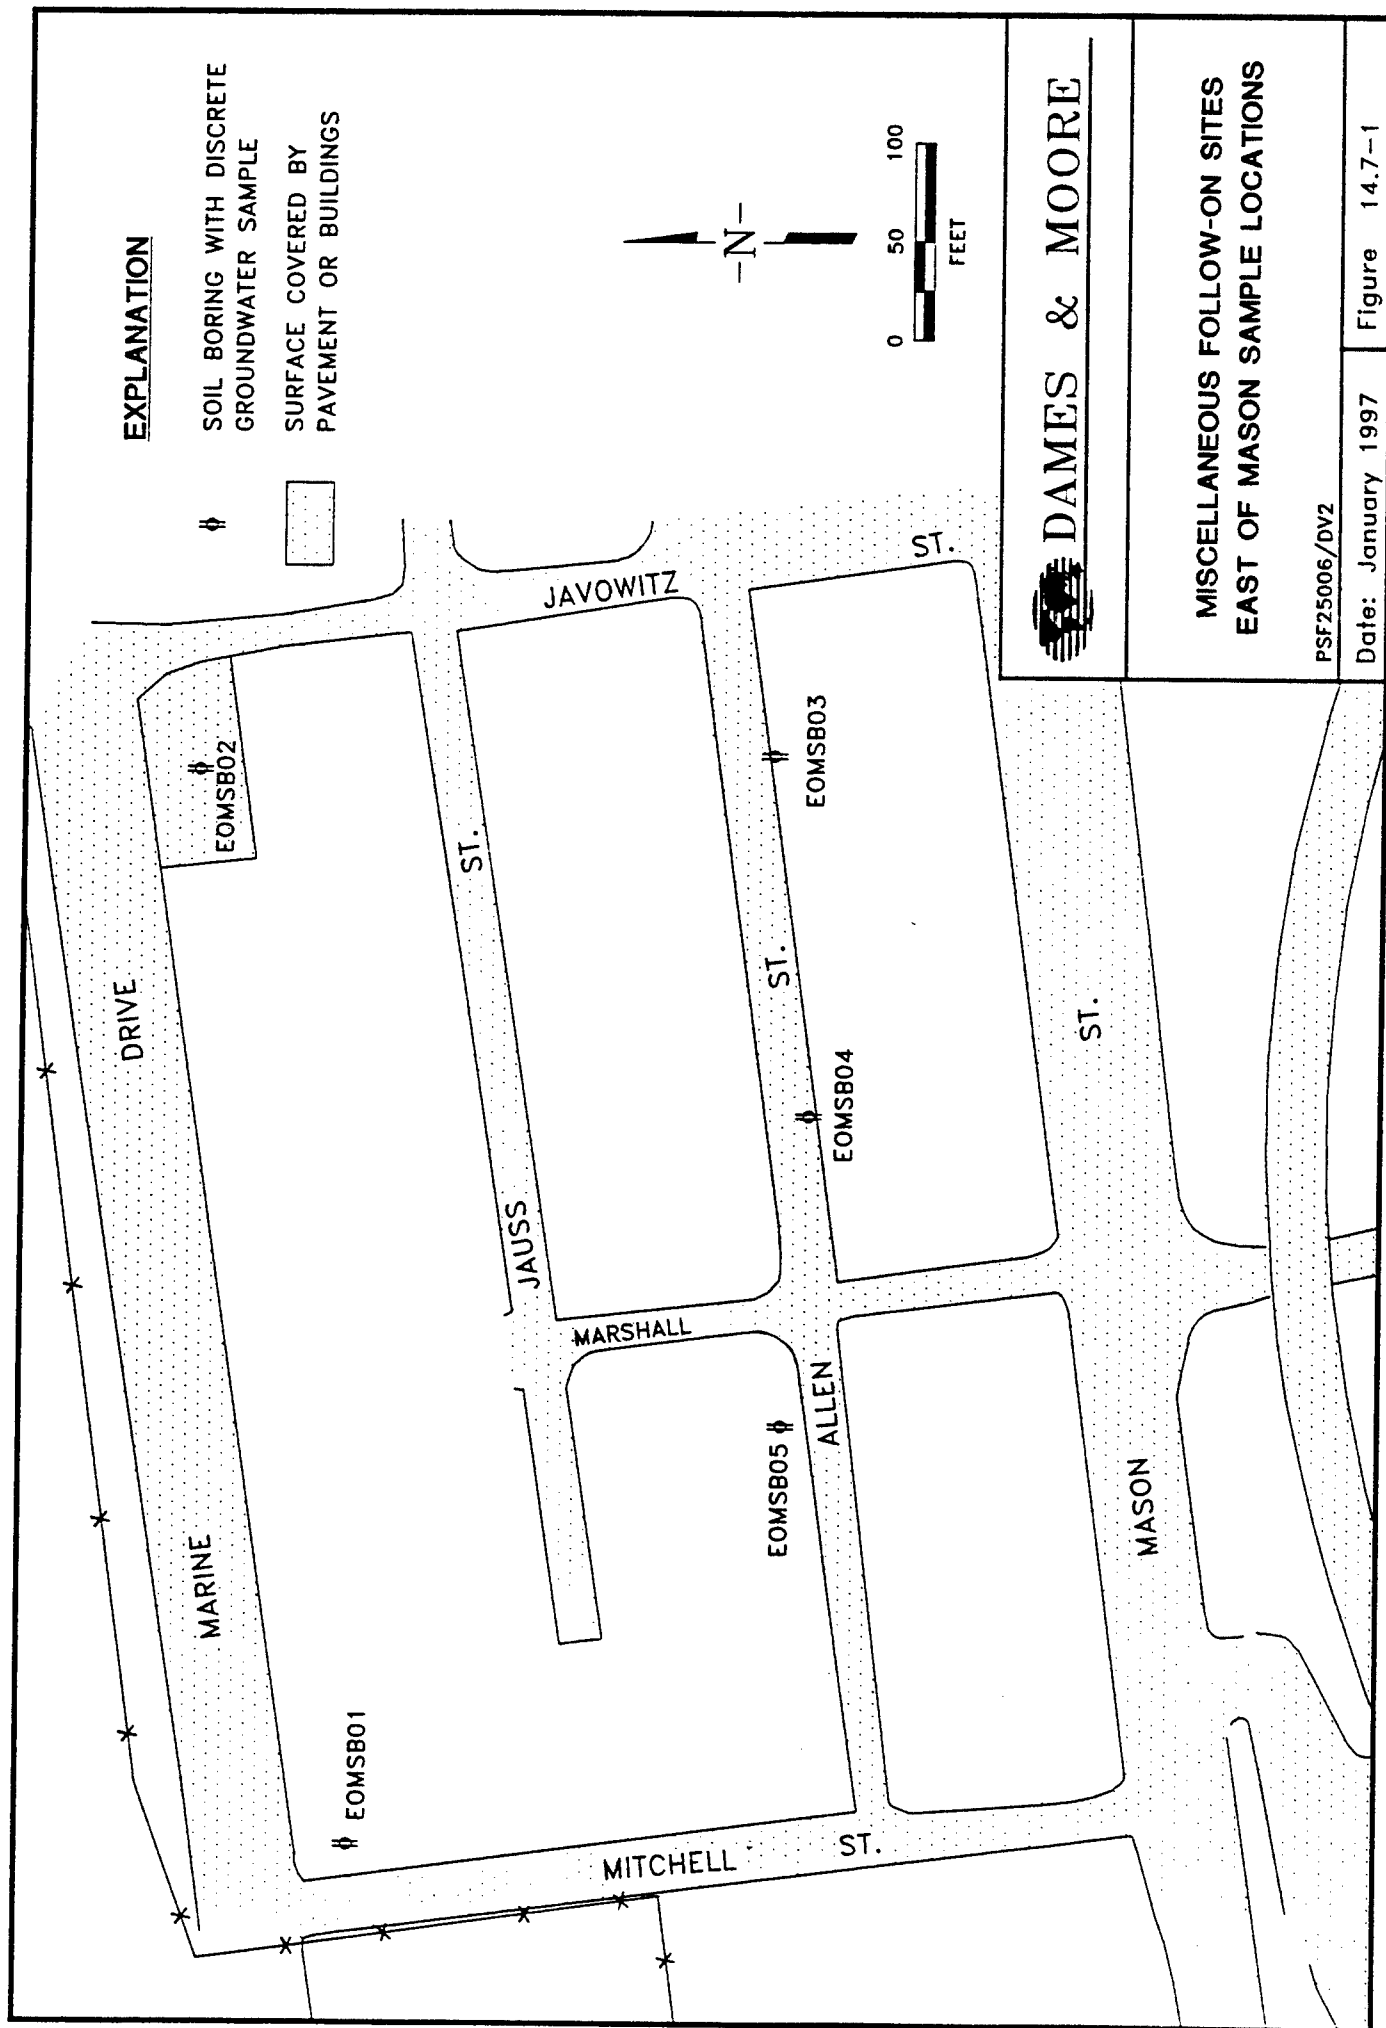 EXPLANATION
SOIL BORING WITH DISCRETE
GROUNDWATER SAMPLE
SURFACE COVERED BY
PAVEMENT OR BUILDINGS
-N-
0 50 100
FEET
MARINE DRIVE
EOMSB01
EOMSB02
JAUSS ST.
JAVOWITZ ST.
MARSHALL
EOMSB03
EOMSB04
EOMSB05
ALLEN ST.
MITCHELL ST.
MASON ST.
DAMES & MOORE
MISCELLANEOUS FOLLOW-ON SITES
EAST OF MASON SAMPLE LOCATIONS
PSF25006/DV2
Date: January 1997
Figure 14.7-1